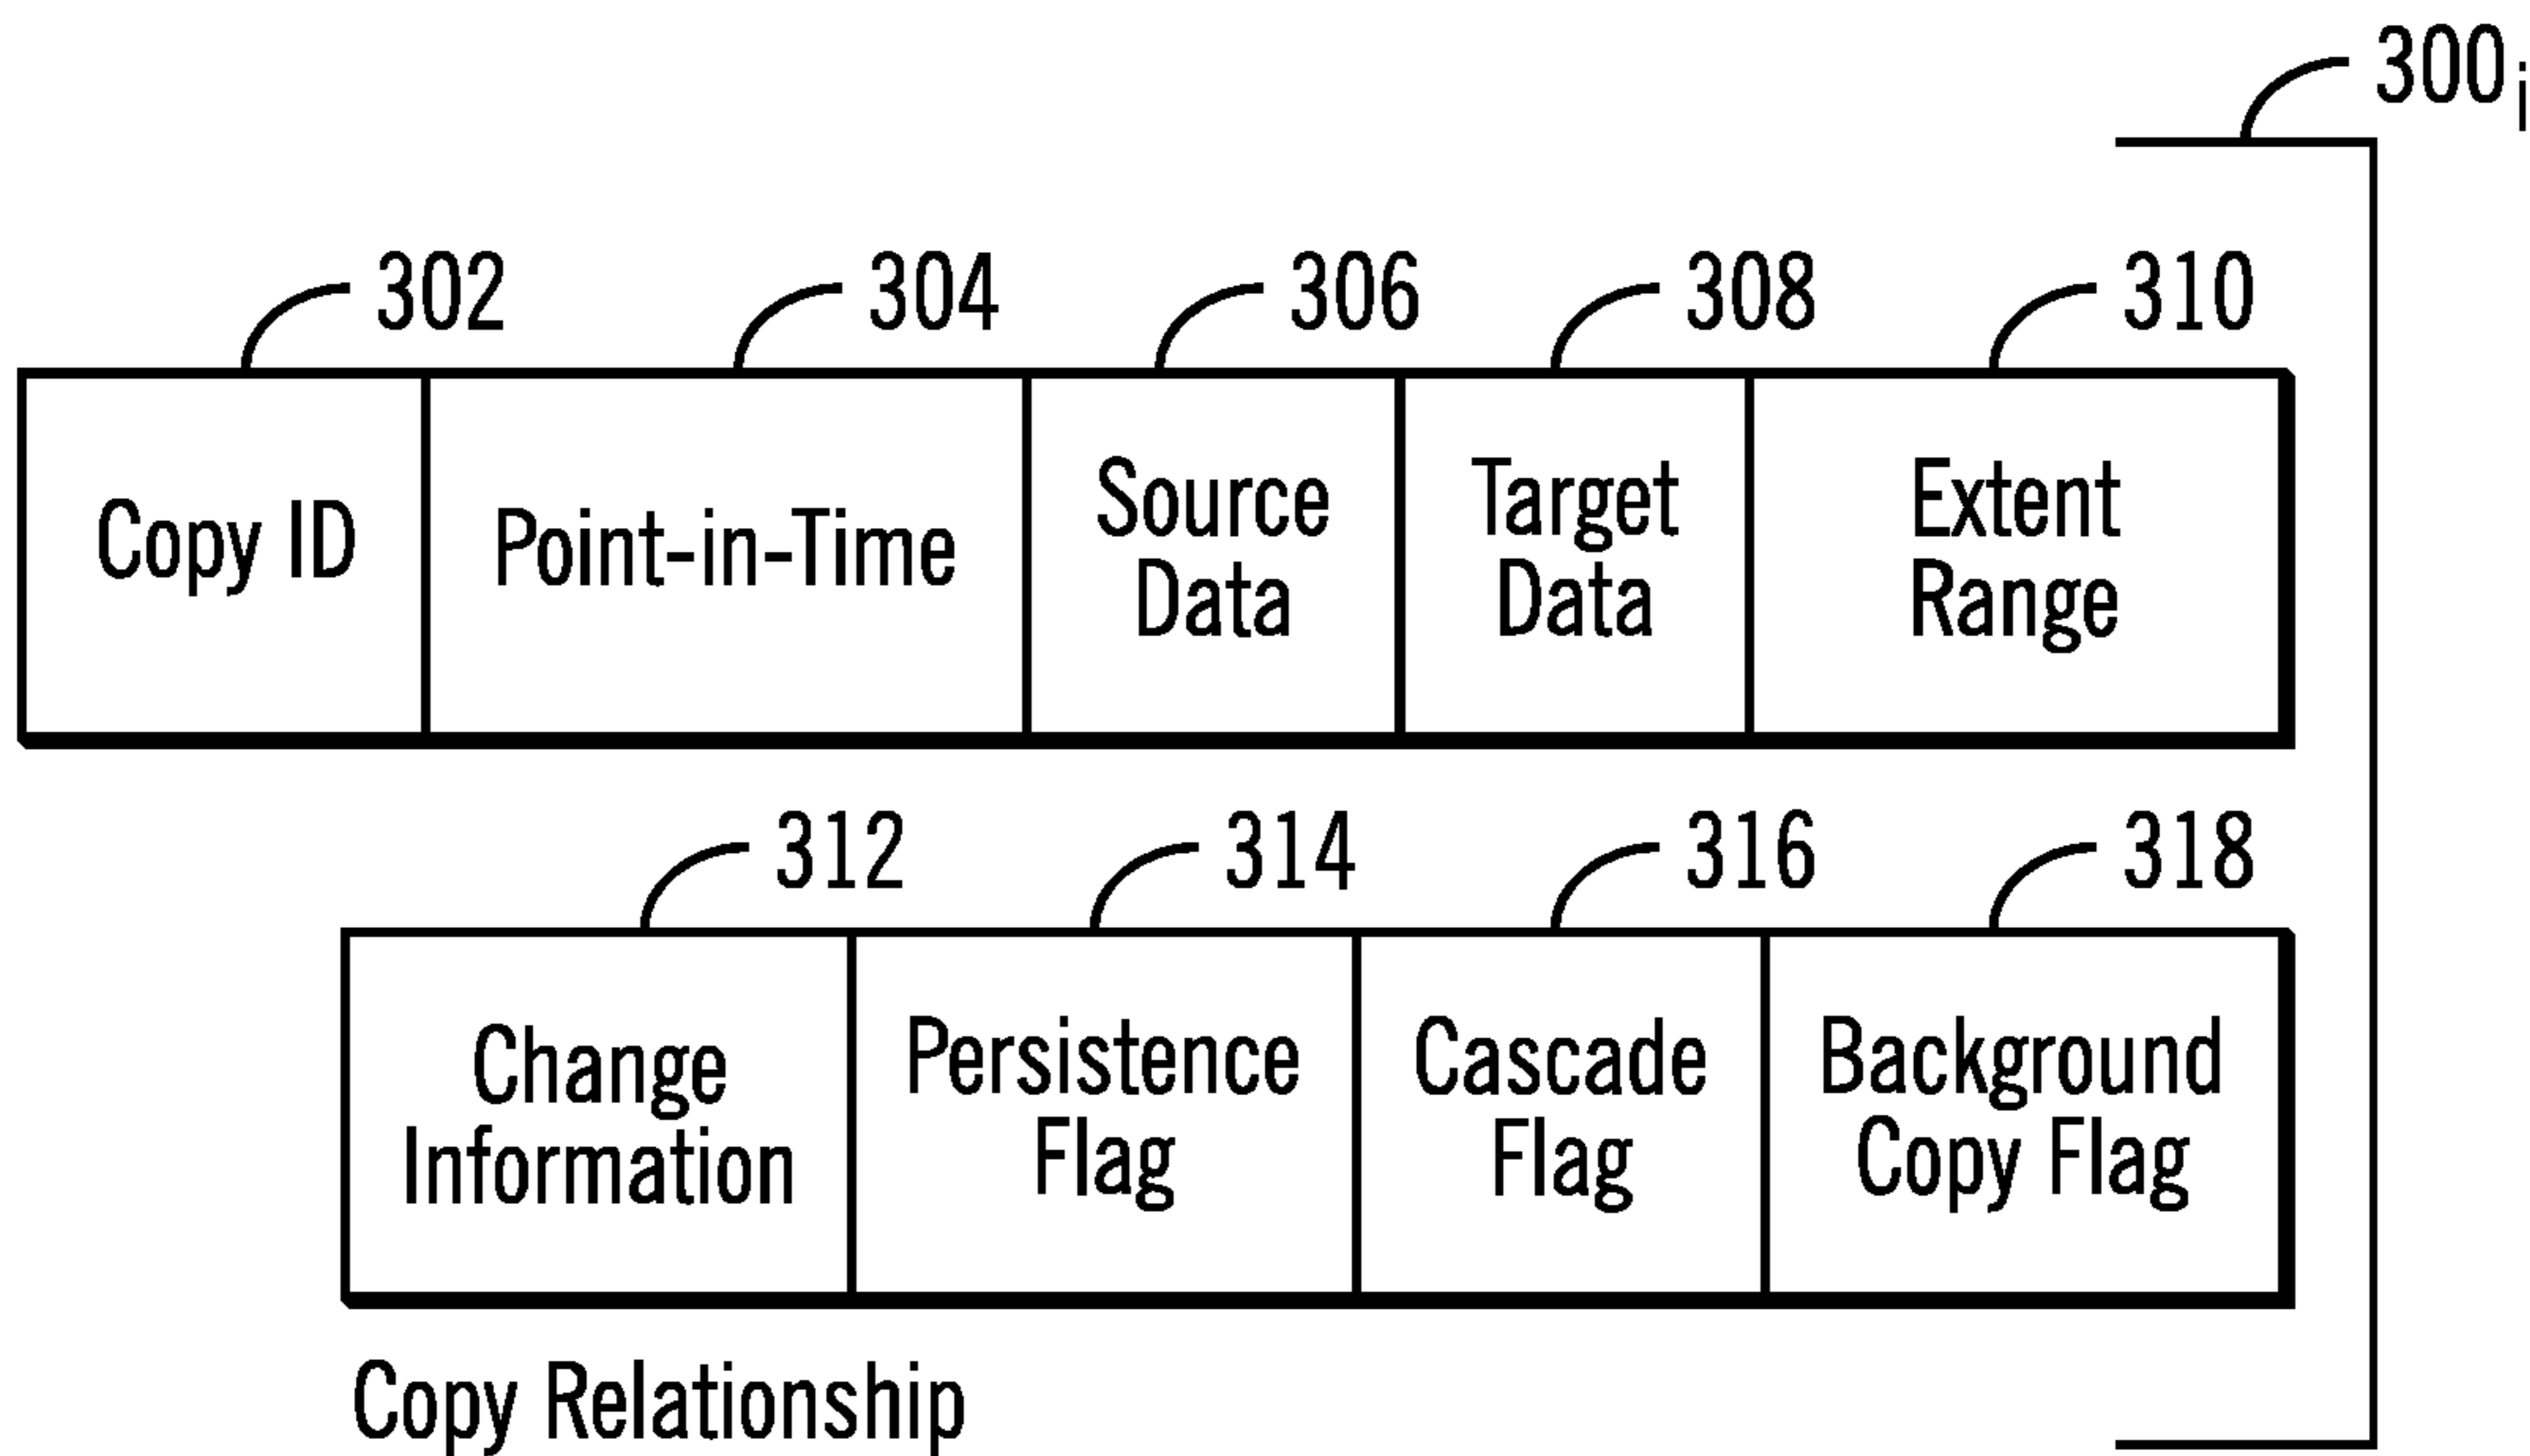 300i
302
304
306
308
310
Copy ID
Point-in-Time
Source
Data
Target
Data
Extent
Range
312
314
316
318
Change
Information
Persistence
Flag
Cascade
Flag
Background
Copy Flag
Copy Relationship